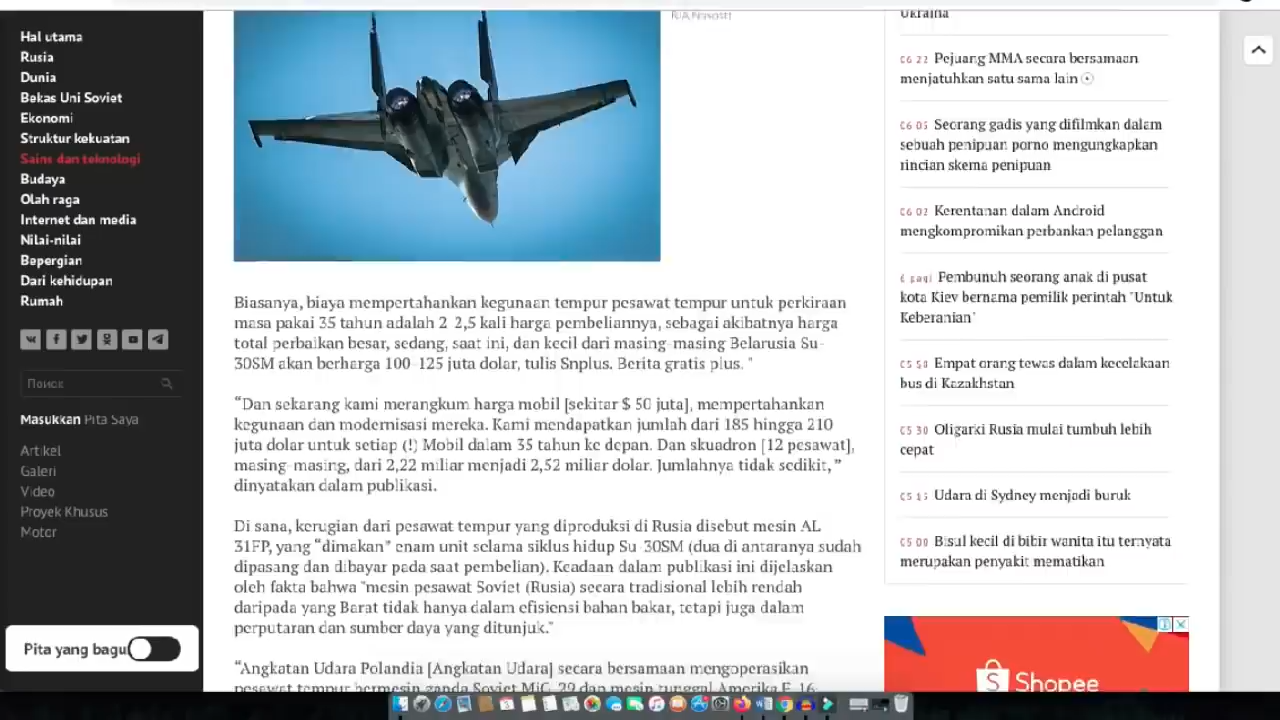 Hal utama
Rusia
Dunia
Bekas Uni Soviet
Ekonomi
Struktur kekuatan
Sains dan teknologi
Budaya
Olah raga
Internet dan media
Nilai-nilai
Bepergian
Dari kehidupan
Rumah
Поиск
Masukkan Pita Saya
Artikel
Galeri
Video
Proyek Khusus
Motor
Pita yang bagu
Biasanya, biaya mempertahankan kegunaan tempur pesawat tempur untuk perkiraan
masa pakai 35 tahun adalah 2-2,5 kali harga pembeliannya, sebagai akibatnya harga
total perbaikan besar, sedang, saat ini, dan kecil dari masing-masing Belarusia Su-
30SM akan berharga 100-125 juta dolar, tulis Snplus. Berita gratis plus. "
“Dan sekarang kami merangkum harga mobil [sekitar $ 50 juta], mempertahankan
kegunaan dan modernisasi mereka. Kami mendapatkan jumlah dari 185 hingga 210
juta dolar untuk setiap (!) Mobil dalam 35 tahun ke depan. Dan skuadron [12 pesawat],
masing-masing, dari 2,22 miliar menjadi 2,52 miliar dolar. Jumlahnya tidak sedikit, ”
dinyatakan dalam publikasi.
Di sana, kerugian dari pesawat tempur yang diproduksi di Rusia disebut mesin AL-
31FP, yang “dimakan” enam unit selama siklus hidup Su-30SM (dua di antaranya sudah
dipasang dan dibayar pada saat pembelian). Keadaan dalam publikasi ini dijelaskan
oleh fakta bahwa "mesin pesawat Soviet (Rusia) secara tradisional lebih rendah
daripada yang Barat tidak hanya dalam efisiensi bahan bakar, tetapi juga dalam
perputaran dan sumber daya yang ditunjuk."
“Angkatan Udara Polandia [Angkatan Udara] secara bersamaan mengoperasikan
pesawat tempur bermesin ganda Soviet MiG-29 dan mesin tunggal Amerika F-16-
РИА Новости
Ukraina
06:22 Pejuang MMA secara bersamaan
menjatuhkan satu sama lain
06:05 Seorang gadis yang difilmkan dalam
sebuah penipuan porno mengungkapkan
rincian skema penipuan
06:02 Kerentanan dalam Android
mengkompromikan perbankan pelanggan
6 pagi Pembunuh seorang anak di pusat
kota Kiev bernama pemilik perintah "Untuk
Keberanian"
05:50 Empat orang tewas dalam kecelakaan
bus di Kazakhstan
05:30 Oligarki Rusia mulai tumbuh lebih
cepat
05:15 Udara di Sydney menjadi buruk
05:00 Bisul kecil di bibir wanita itu ternyata
merupakan penyakit mematikan
Shopee